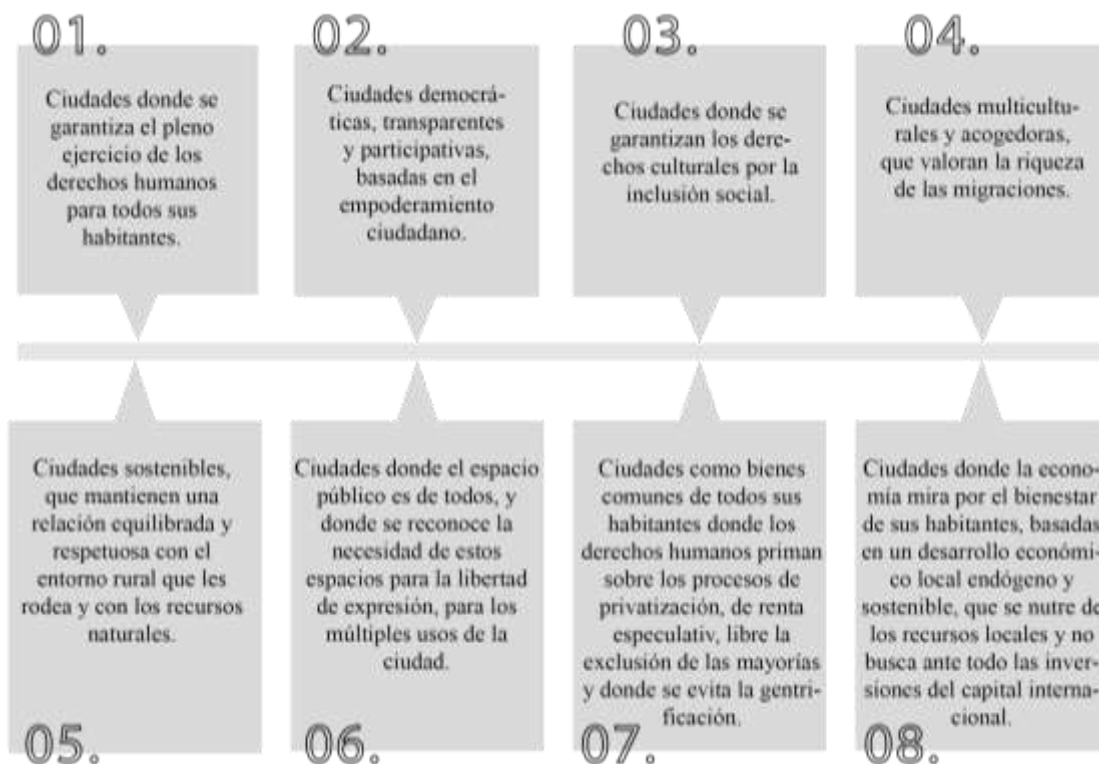 01.
Ciudades donde se
garantiza el pleno
ejercicio de los
derechos humanos
para todos sus
habitantes.
02.
Ciudades democrá-
ticas, transparentes
y participativas,
basadas en el
empoderamiento
ciudadano.
03.
Ciudades donde se
garantizan los dere-
chos culturales por la
inclusión social.
04.
Ciudades multicultu-
rales y acogedoras,
que valoran la riqueza
de las migraciones.
Ciudades sostenibles,
que mantienen una
relación equilibrada y
respetuosa con el
entorno rural que les
rodea y con los recursos
naturales.
05.
Ciudades donde el espacio
público es de todos, y
donde se reconoce la
necesidad de estos
espacios para la libertad
de expresión, para los
múltiples usos de la
ciudad.
06.
Ciudades como bienes
comunes de todos sus
habitantes donde los
derechos humanos priman
sobre los procesos de
privatización, de renta
especulativ, libre la
exclusión de las mayorías
y donde se evita la gentri-
ficación.
07.
Ciudades donde la econo-
mía mira por el bienestar
de sus habitantes, basadas
en un desarrollo económi-
co local endógeno y
sostenible, que se nutre de
los recursos locales y no
busca ante todo las inver-
siones del capital interna-
cional.
08.